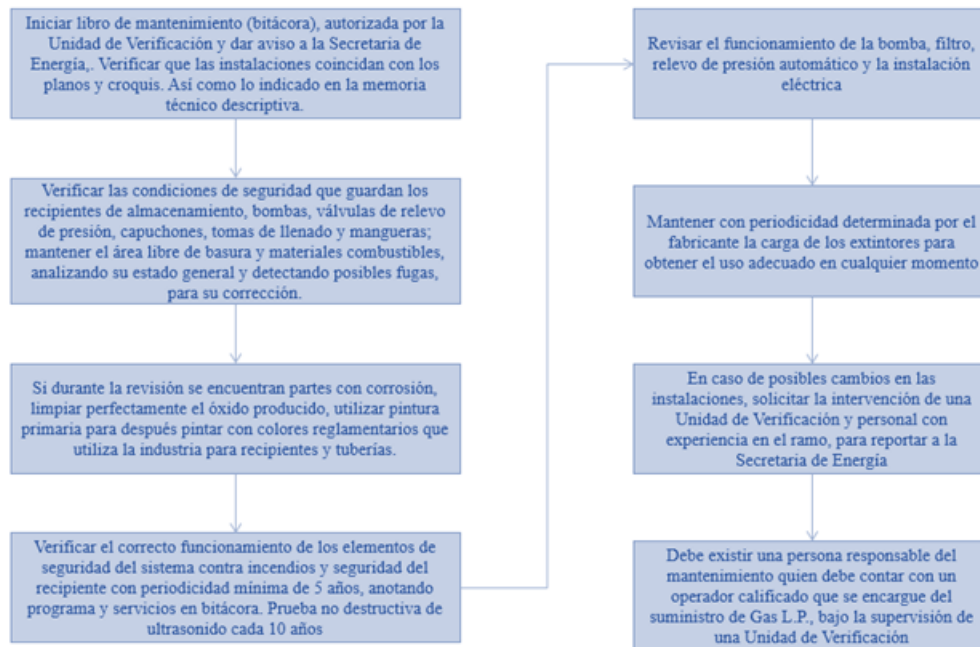 Iniciar libro de mantenimiento (bitácora), autorizada por la
Unidad de Verificación y dar aviso a la Secretaria de
Energía,. Verificar que las instalaciones coincidan con los
planos y croquis. Así como lo indicado en la memoria
técnico descriptiva.
Verificar las condiciones de seguridad que guardan los
recipientes de almacenamiento, bombas, válvulas de relevo
de presión, capuchones, tomas de llenado y mangueras;
mantener el área libre de basura y materiales combustibles,
analizando su estado general y detectando posibles fugas,
para su corrección.
Si durante la revisión se encuentran partes con corrosión,
limpiar perfectamente el óxido producido, utilizar pintura
primaria para después pintar con colores reglamentarios que
utiliza la industria para recipientes y tuberías.
Verificar el correcto funcionamiento de los elementos de
seguridad del sistema contra incendios y seguridad del
recipiente con periodicidad mínima de 5 años, anotando
programa y servicios en bitácora. Prueba no destructiva de
ultrasonido cada 10 años
Revisar el funcionamiento de la bomba, filtro,
relevo de presión automático y la instalación
eléctrica
Mantener con periodicidad determinada por el
fabricante la carga de los extintores para
obtener el uso adecuado en cualquier momento
En caso de posibles cambios en las
instalaciones, solicitar la intervención de una
Unidad de Verificación y personal con
experiencia en el ramo, para reportar a la
Secretaria de Energía
Debe existir una persona responsable del
mantenimiento quien debe contar con un
operador calificado que se encargue del
suministro de Gas L.P., bajo la supervisión de
una Unidad de Verificación